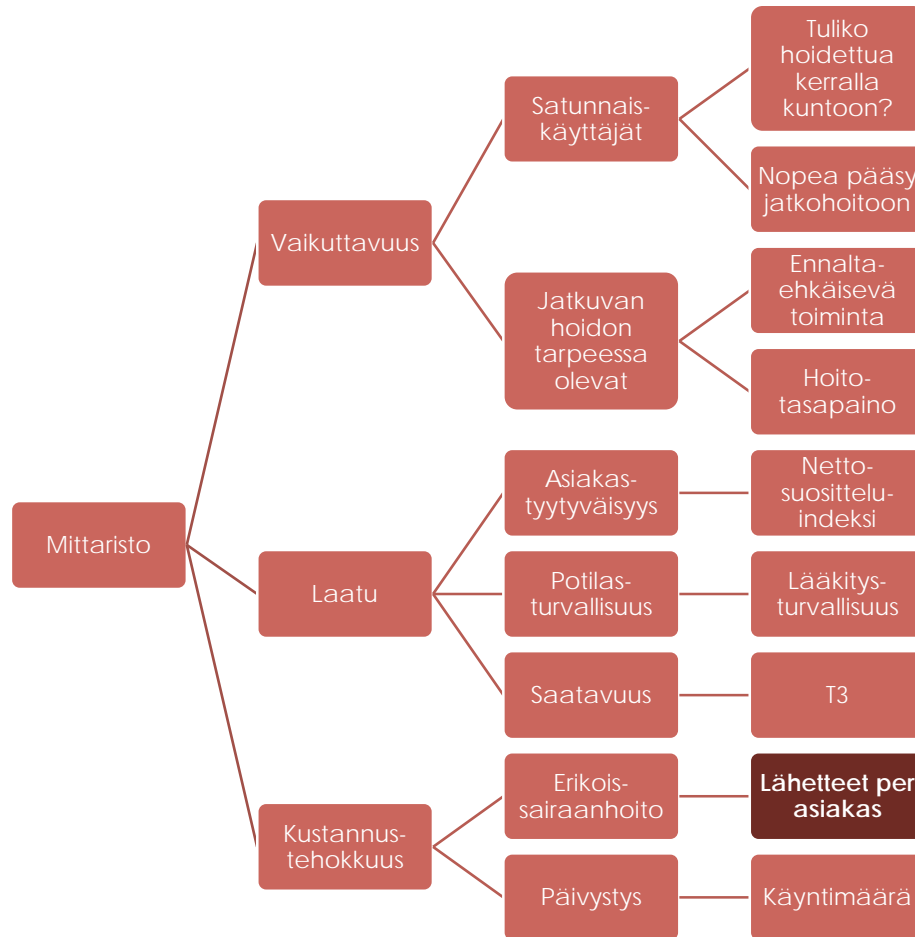 Mittaristo
Vaikuttavuus
Satunnais-
käyttäjät
Tuliko
hoidettua
kerralla
kuntoon?
Nopea pääsy
jatkohoitoon
Jatkuvan
hoidon
tarpeessa
olevat
Ennalta-
ehkäisevä
toiminta
Hoito-
tasapaino
Laatu
Asiakas-
tyytyväisyys
Netto-
suosittelu-
indeksi
Potilas-
turvallisuus
Lääkitys-
turvallisuus
Saatavuus
T3
Kustannus-
tehokkuus
Erikois-
sairaanhoito
Lähetteet per
asiakas
Päivystys
Käyntimäärä